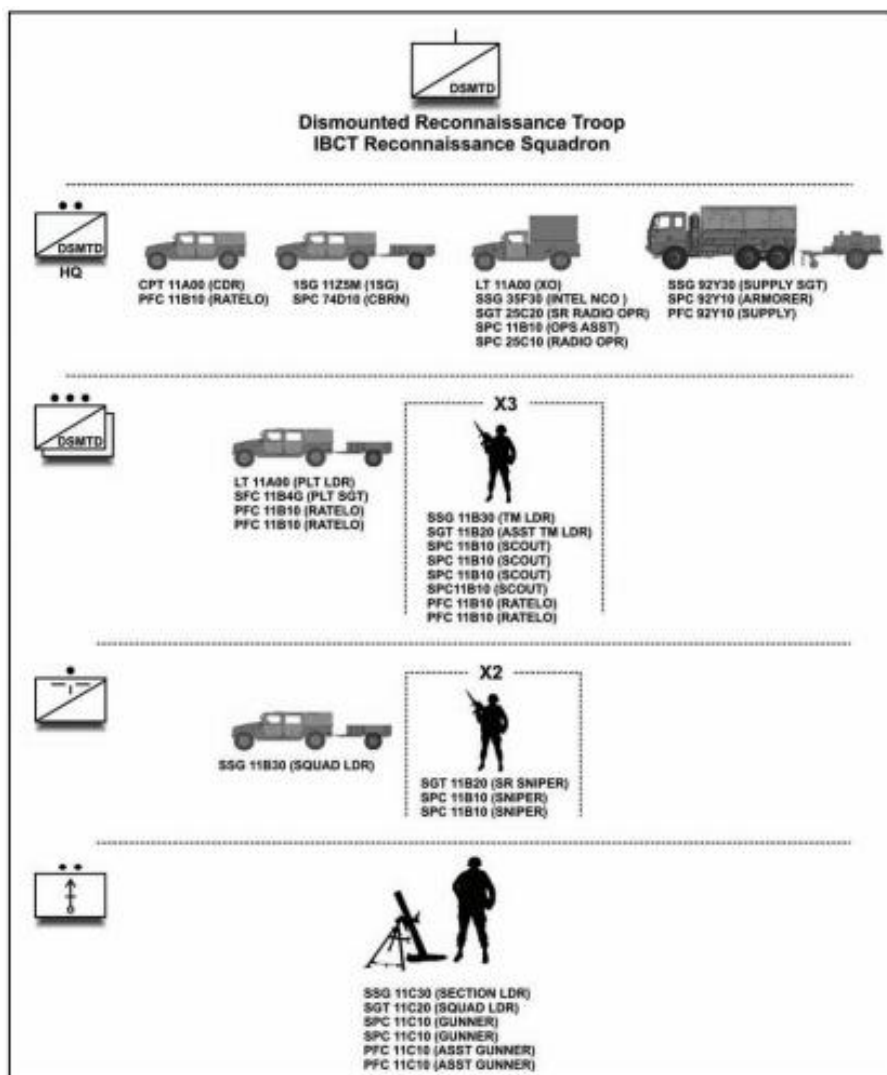 DSMTD
Dismounted Reconnaissance Troop
IBCT Reconnaissance Squadron
DSMTD
HQ
CPT 11A00 (CDR)
PFC 11B10 (RATELO)
1SG 11Z5M (1SG)
SPC 74D10 (CBRN)
LT 11A00 (XO)
SSG 35F30 (INTEL NCO )
SGT 25C20 (SR RADIO OPR)
SPC 11B10 (OPS ASST)
SPC 25C10 (RADIO OPR)
SSG 92Y30 (SUPPLY SGT)
SPC 92Y10 (ARMORER)
PFC 92Y10 (SUPPLY)
DSMTD
LT 11A00 (PLT LDR)
SFC 11B4G (PLT SGT)
PFC 11B10 (RATELO)
PFC 11B10 (RATELO)
X3
SSG 11B30 (TM LDR)
SGT 11B20 (ASST TM LDR)
SPC 11B10 (SCOUT)
SPC 11B10 (SCOUT)
SPC 11B10 (SCOUT)
SPC11B10 (SCOUT)
PFC 11B10 (RATELO)
PFC 11B10 (RATELO)
SSG 11B30 (SQUAD LDR)
X2
SGT 11B20 (SR SNIPER)
SPC 11B10 (SNIPER)
SPC 11B10 (SNIPER)
SSG 11C30 (SECTION LDR)
SGT 11C20 (SQUAD LDR)
SPC 11C10 (GUNNER)
SPC 11C10 (GUNNER)
PFC 11C10 (ASST GUNNER)
PFC 11C10 (ASST GUNNER)